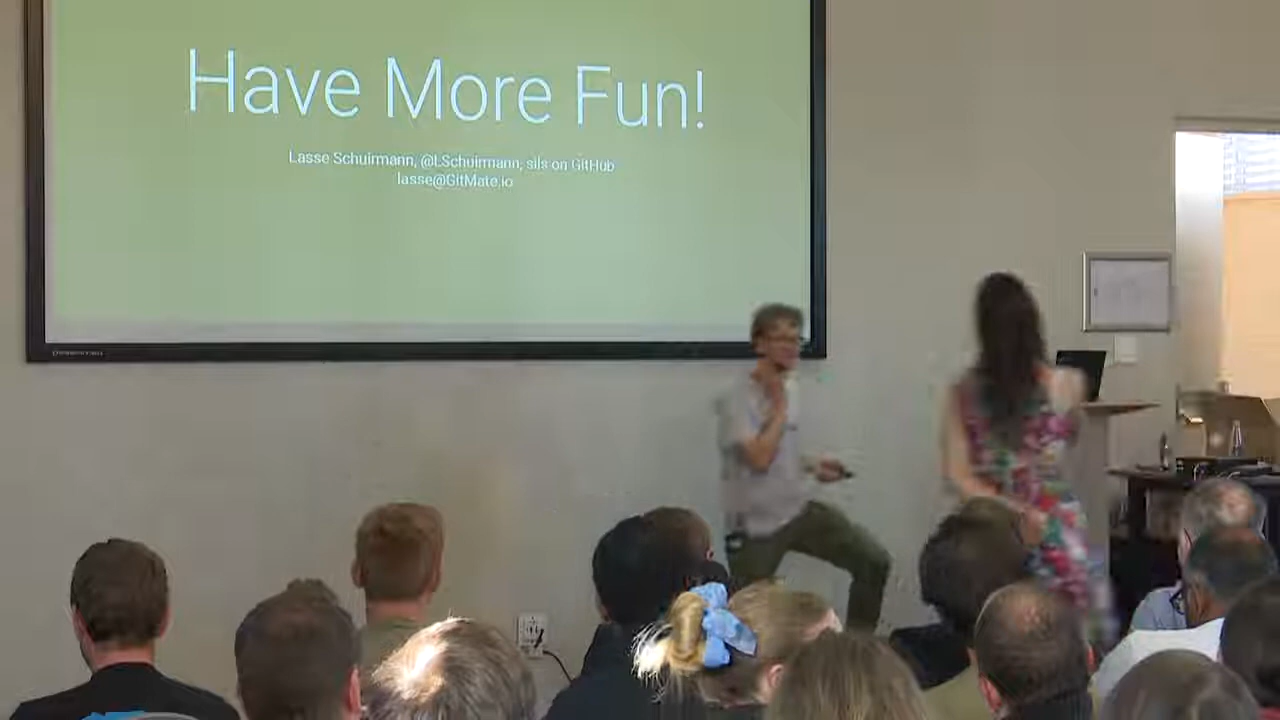 Have More Fun!
Lasse Schuirmann, @LSchuirmann, sils on GitHub
lasse@GitMate.io